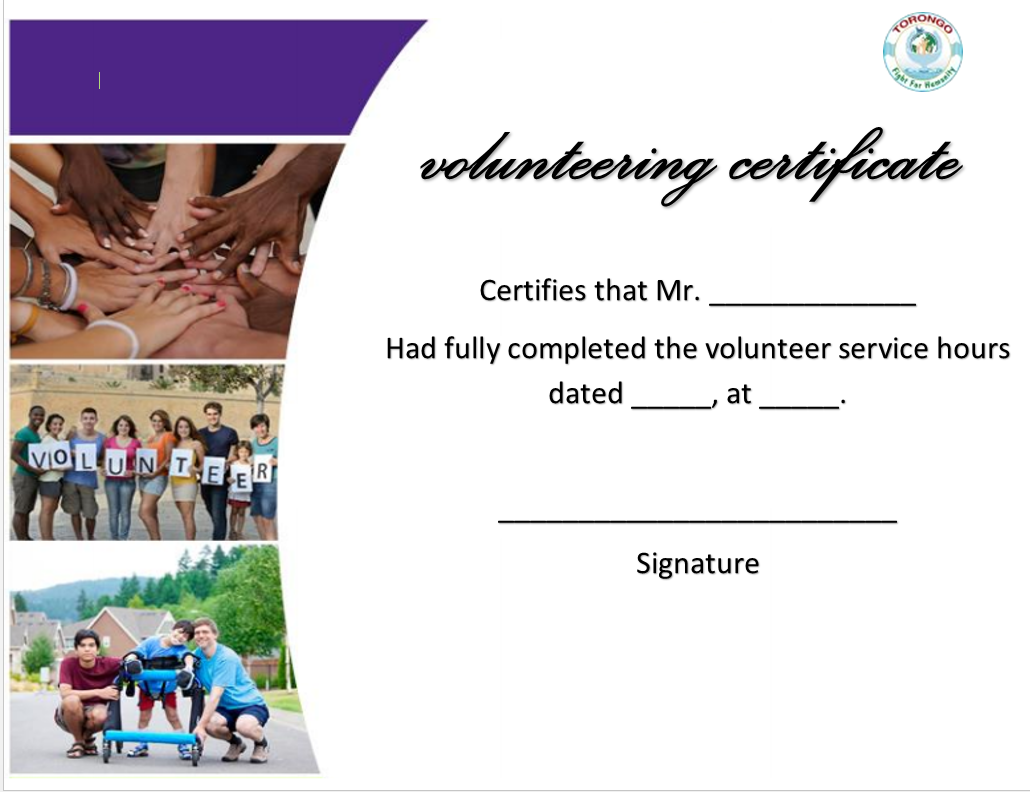 TORONGO
Fight For Humanity
volunteering certificate
Certifies that Mr. _____________
Had fully completed the volunteer service hours
dated _____, at _____.
_________________________
Signature
VOLUNTEER